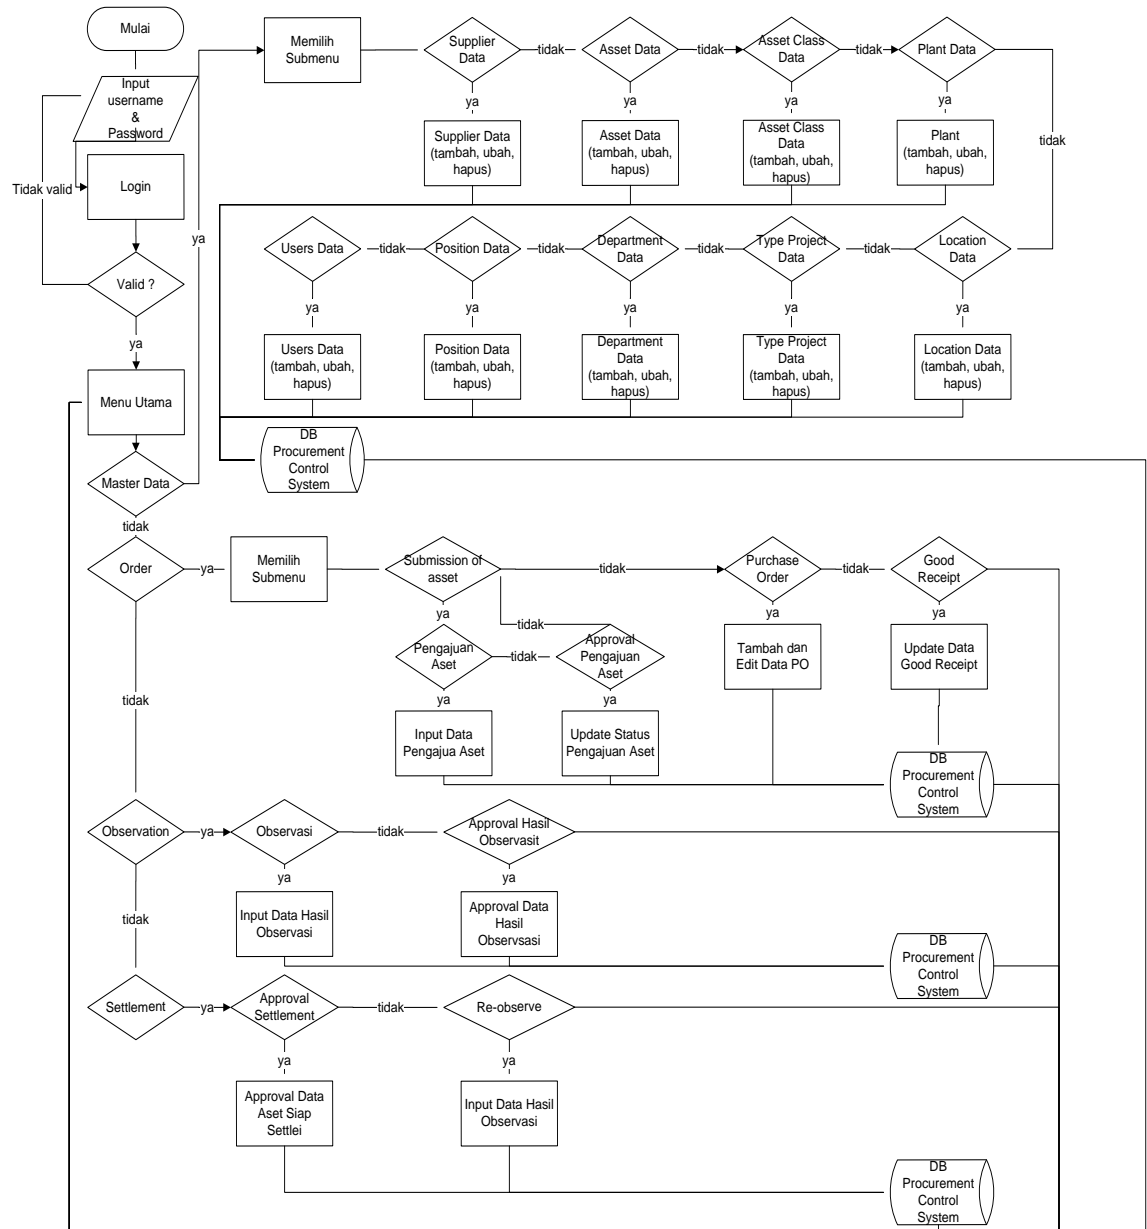 Mulai
Input
username
&
Password
Tidak valid
Login
Valid ?
ya
Menu Utama
Master Data
ya
Memilih
Submenu
Supplier
Data
tidak
Asset Data
tidak
Asset Class
Data
tidak
Plant Data
ya
ya
ya
ya
tidak
Supplier Data
(tambah, ubah,
hapus)
Asset Data
(tambah, ubah,
hapus)
Asset Class
Data
(tambah, ubah,
hapus)
Plant
(tambah, ubah,
hapus)
Users Data
tidak
Position Data
tidak
Department
Data
tidak
Type Project
Data
tidak
Location
Data
ya
ya
ya
ya
ya
Users Data
(tambah, ubah,
hapus)
Position Data
(tambah, ubah,
hapus)
Department
Data
(tambah, ubah,
hapus)
Type Project
Data
(tambah, ubah,
hapus)
Location Data
(tambah, ubah,
hapus)
DB
Procurement
Control
System
tidak
Order
ya
Memilih
Submenu
Submission of
asset
tidak
Purchase
Order
tidak
Good
Receipt
ya
tidak
ya
ya
Pengajuan
Aset
tidak
Approval
Pengajuan
Aset
Tambah dan
Edit Data PO
Update Data
Good Receipt
ya
ya
tidak
Input Data
Pengajua Aset
Update Status
Pengajuan Aset
DB
Procurement
Control
System
Observation
ya
Observasi
tidak
Approval Hasil
Observasit
ya
ya
tidak
Input Data Hasil
Observasi
Approval Data
Hasil
Observsasi
DB
Procurement
Control
System
Settlement
ya
Approval
Settlement
tidak
Re-observe
ya
ya
Approval Data
Aset Siap
Settlei
Input Data Hasil
Observasi
DB
Procurement
Control
System